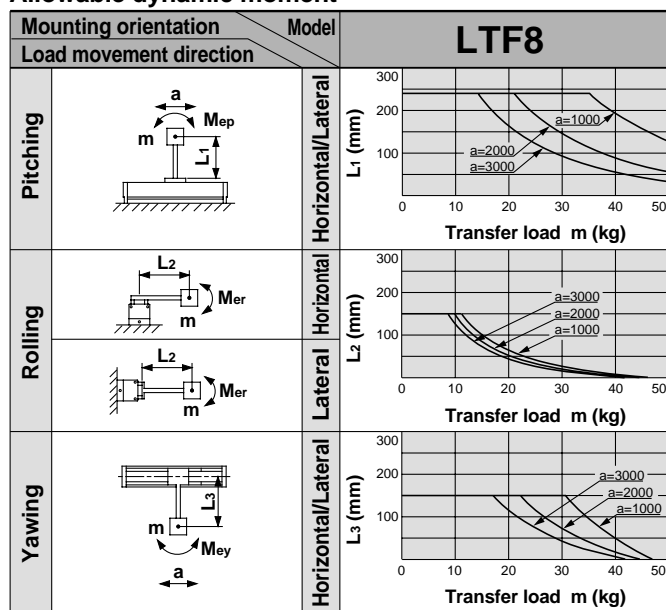 Allowable dynamic moment
Mounting orientation
Model
Load movement direction
LTF8
Pitching
a
Mep
m
L1
Horizontal/Lateral
L1 (mm)
300
200
100
a=1000
a=2000
a=3000
0 10 20 30 40 50
Transfer load m (kg)
Rolling
L2
Mer
m
Horizontal
L2
Mer
m
Lateral
L2 (mm)
300
200
100
a=3000
a=2000
a=1000
0 10 20 30 40 50
Transfer load m (kg)
Yawing
L3
m
Mey
a
Horizontal/Lateral
L3 (mm)
300
200
100
a=3000
a=2000
a=1000
0 10 20 30 40 50
Transfer load m (kg)